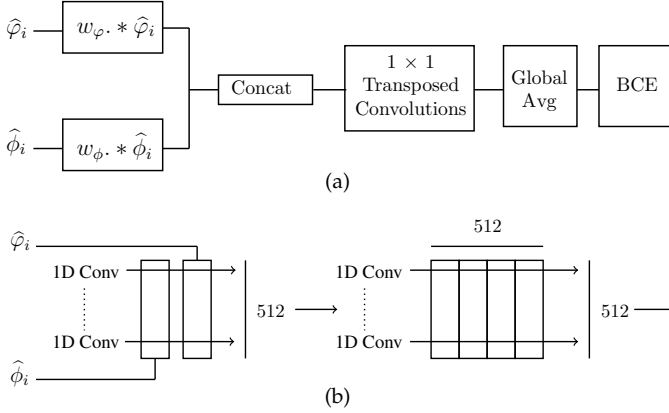 φ̂ᵢ
w_φ. * φ̂ᵢ
Concat
1 × 1
Transposed
Convolutions
Global
Avg
BCE
ϕ̂ᵢ
w_ϕ. * ϕ̂ᵢ
(a)
φ̂ᵢ
1D Conv
1D Conv
512
ϕ̂ᵢ
512
1D Conv
1D Conv
512
(b)